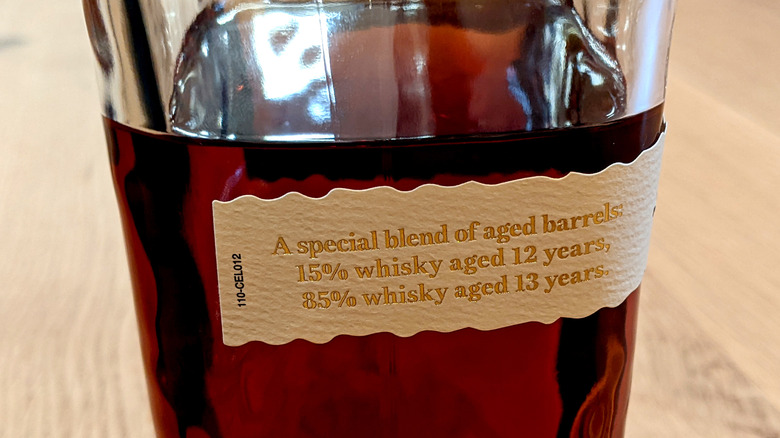 A special blend of aged barrels:
15% whisky aged 12 years,
85% whisky aged 13 years.
110-CEL012